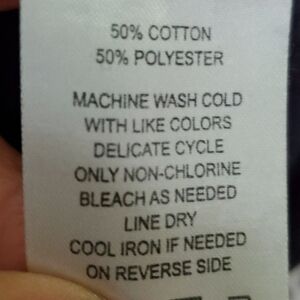 50% COTTON
50% POLYESTER
MACHINE WASH COLD
WITH LIKE COLORS
DELICATE CYCLE
ONLY NON-CHLORINE
BLEACH AS NEEDED
LINE DRY
COOL IRON IF NEEDED
ON REVERSE SIDE